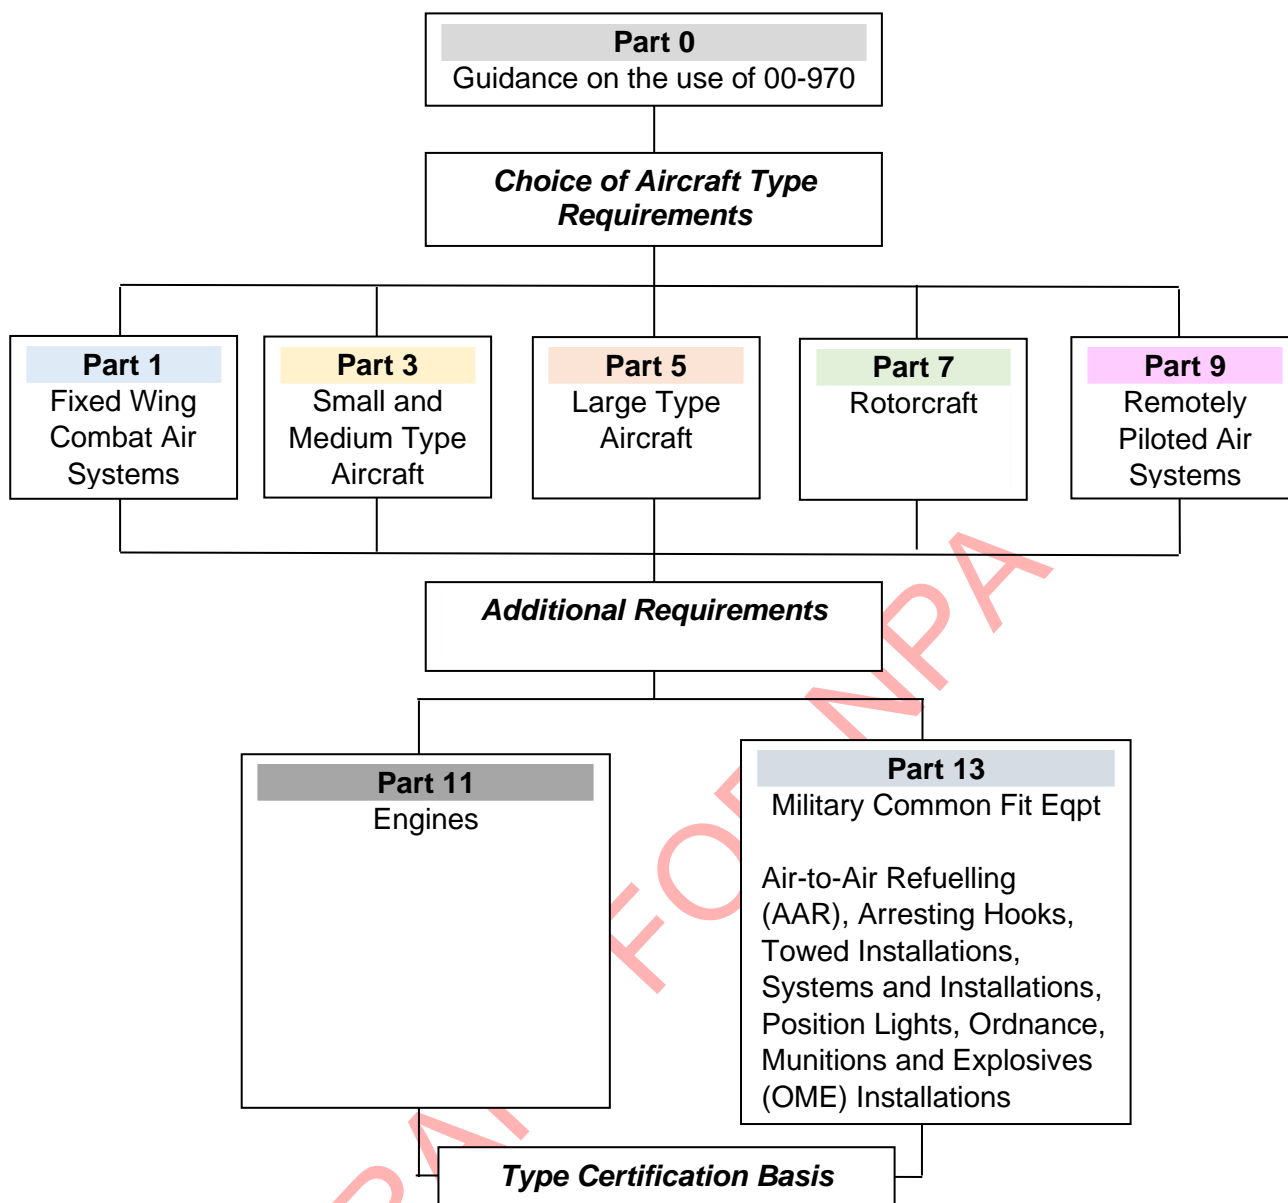 Part 0
Guidance on the use of 00-970
Choice of Aircraft Type
Requirements
Part 1
Fixed Wing
Combat Air
Systems
Part 3
Small and
Medium Type
Aircraft
Part 5
Large Type
Aircraft
Part 7
Rotorcraft
Part 9
Remotely
Piloted Air
Systems
Additional Requirements
Part 11
Engines
Part 13
Military Common Fit Eqpt
Air-to-Air Refuelling
(AAR), Arresting Hooks,
Towed Installations,
Systems and Installations,
Position Lights, Ordnance,
Munitions and Explosives
(OME) Installations
Type Certification Basis
FOR NPA